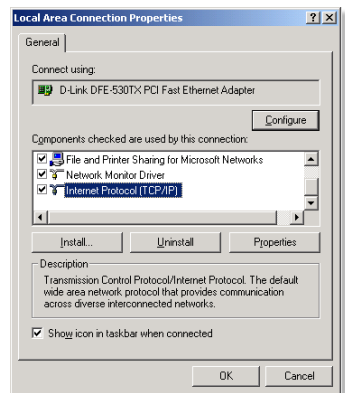 Local Area Connection Properties
General
Connect using:
D-Link DFE-530TX PCI Fast Ethernet Adapter
Configure
Components checked are used by this connection:
File and Printer Sharing for Microsoft Networks
Network Monitor Driver
Internet Protocol (TCP/IP)
Install... Uninstall Properties
Description
Transmission Control Protocol/Internet Protocol. The default
wide area network protocol that provides communication
across diverse interconnected networks.
Show icon in taskbar when connected
OK Cancel